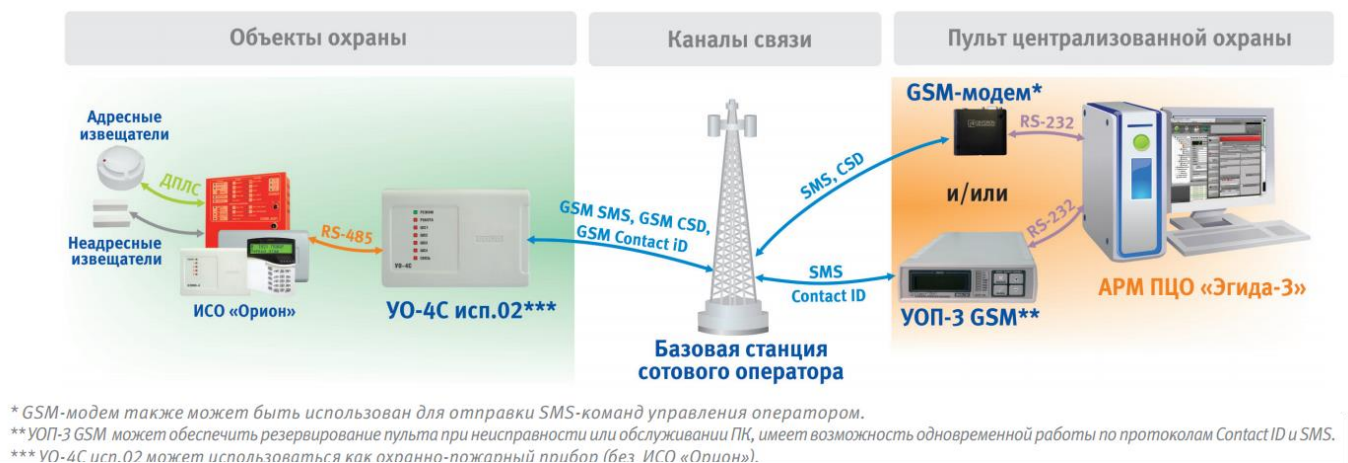 Объекты охраны
Каналы связи
Пульт централизованной охраны
Адресные
извещатели
ДПЛС
Неадресные
извещатели
ИСО «Орион»
RS-485
УО-4С
УО-4С исп.02***
GSM SMS, GSM CSD,
GSM Contact iD
Базовая станция
сотового оператора
SMS, CSD
SMS
Contact ID
GSM-модем*
RS-232
и/или
RS-232
УОП-3 GSM**
АРМ ПЦО «Эгида-3»
* GSM-модем также может быть использован для отправки SMS-команд управления оператором.
** УОП-3 GSM может обеспечить резервирование пульта при неисправности или обслуживании ПК, имеет возможность одновременной работы по протоколам Contact ID и SMS.
*** УО-4С исп.02 может использоваться как охранно-пожарный прибор (без ИСО «Орион»).